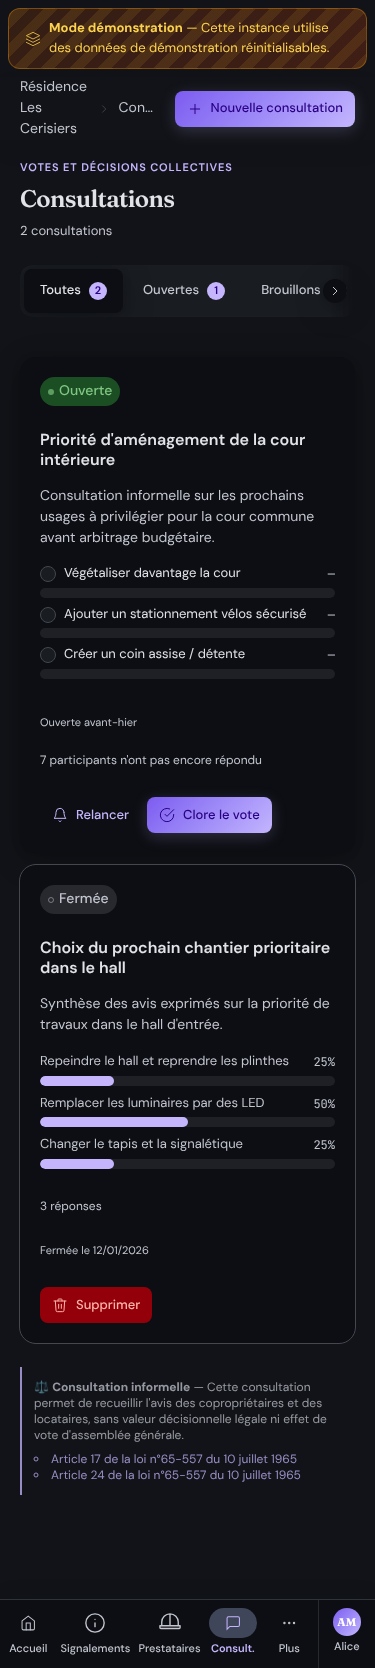 Mode démonstration — Cette instance utilise
des données de démonstration réinitialisables.
Résidence
Les
Cerisiers
Con...
Nouvelle consultation
VOTES ET DÉCISIONS COLLECTIVES
Consultations
2 consultations
Toutes 2
Ouvertes 1
Brouillons
Ouverte
Priorité d'aménagement de la cour
intérieure
Consultation informelle sur les prochains
usages à privilégier pour la cour commune
avant arbitrage budgétaire.
Végétaliser davantage la cour —
Ajouter un stationnement vélos sécurisé —
Créer un coin assise / détente —
Ouverte avant-hier
7 participants n'ont pas encore répondu
Relancer
Clore le vote
Fermée
Choix du prochain chantier prioritaire
dans le hall
Synthèse des avis exprimés sur la priorité de
travaux dans le hall d'entrée.
Repeindre le hall et reprendre les plinthes 25%
Remplacer les luminaires par des LED 50%
Changer le tapis et la signalétique 25%
3 réponses
Fermée le 12/01/2026
Supprimer
⚖️ Consultation informelle — Cette consultation
permet de recueillir l'avis des copropriétaires et des
locataires, sans valeur décisionnelle légale ni effet de
vote d'assemblée générale.
Article 17 de la loi n°65-557 du 10 juillet 1965
Article 24 de la loi n°65-557 du 10 juillet 1965
Accueil
Signalements
Prestataires
Consult.
Plus
AM
Alice